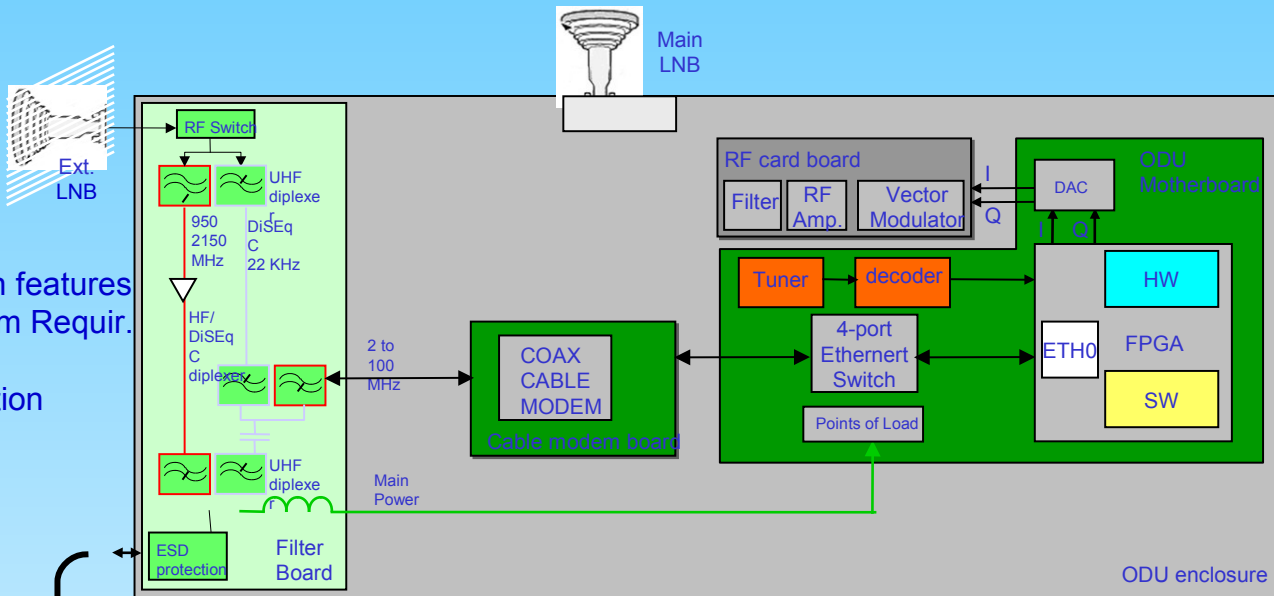 Main
LNB
Ext.
LNB
RF Switch
UHF
diplexe
r
950
2150
MHz
DiSEq
C
22 KHz
HF/
DiSEq
C
diplexer
2 to
100
MHz
UHF
diplexe
r
Main
Power
ESD
protection
Filter
Board
features
m Requir.
tion
COAX
CABLE
MODEM
Cable modem board
RF card board
Filter
RF
Amp.
Vector
Modulator
I
Q
DAC
ODU
Motherboard
I
Q
Tuner
decoder
4-port
Ethernert
Switch
Points of Load
ETH0
HW
FPGA
SW
ODU enclosure